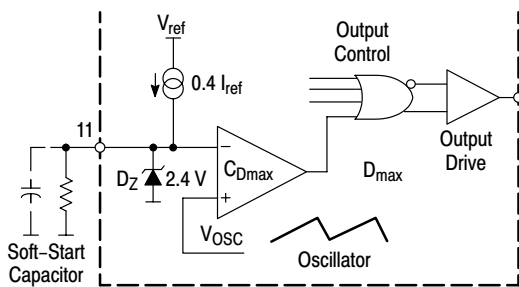 V_ref
Output
Control
0.4 I_ref
11
−
D_Z
2.4 V
C_Dmax
D_max
Output
Drive
+
V_OSC
Oscillator
Soft−Start
Capacitor